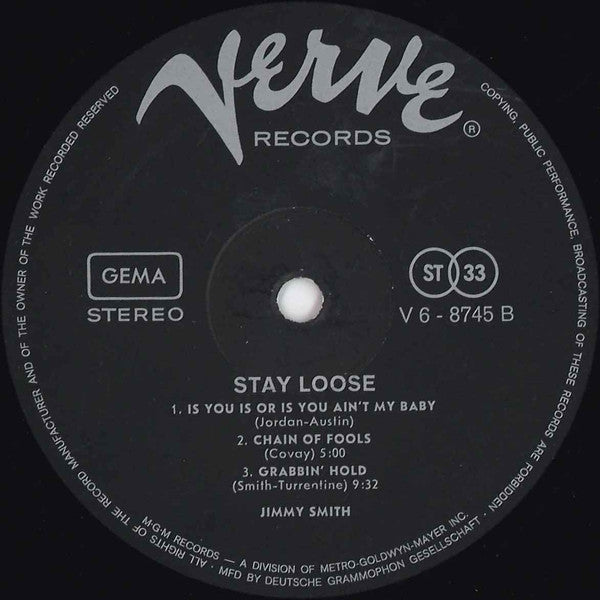 Verve
RECORDS
®
GEMA
STEREO
ST 33
V 6 - 8745 B
STAY LOOSE
1. IS YOU IS OR IS YOU AIN'T MY BABY
(Jordan-Austin)
2. CHAIN OF FOOLS
(Covay) 5:00
3. GRABBIN' HOLD
(Smith-Turrentine) 9:32
JIMMY SMITH
M·G·M RECORDS — A DIVISION OF METRO-GOLDWYN-MAYER INC.
ALL RIGHTS OF THE RECORD MANUFACTURER AND OF THE OWNER OF THE WORK RECORDED RESERVED
COPYING, PUBLIC PERFORMANCE, BROADCASTING OF THESE RECORDS ARE FORBIDDEN
· MFD BY DEUTSCHE GRAMMOPHON GESELLSCHAFT ·